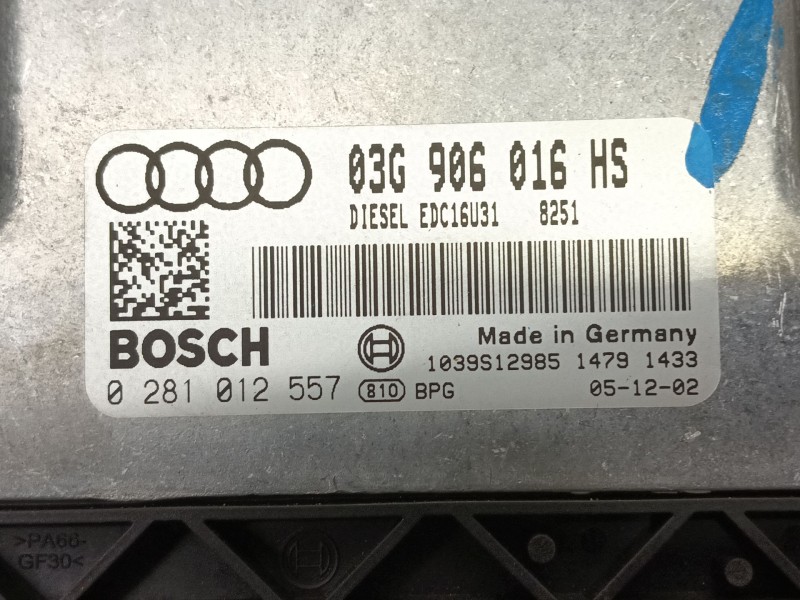 03G 906 016 HS
DIESEL EDC16U31 8251
BOSCH
Made in Germany
1039S12985 1479 1433
0 281 012 557 810 BPG 05-12-02
>PA66-
GF30<